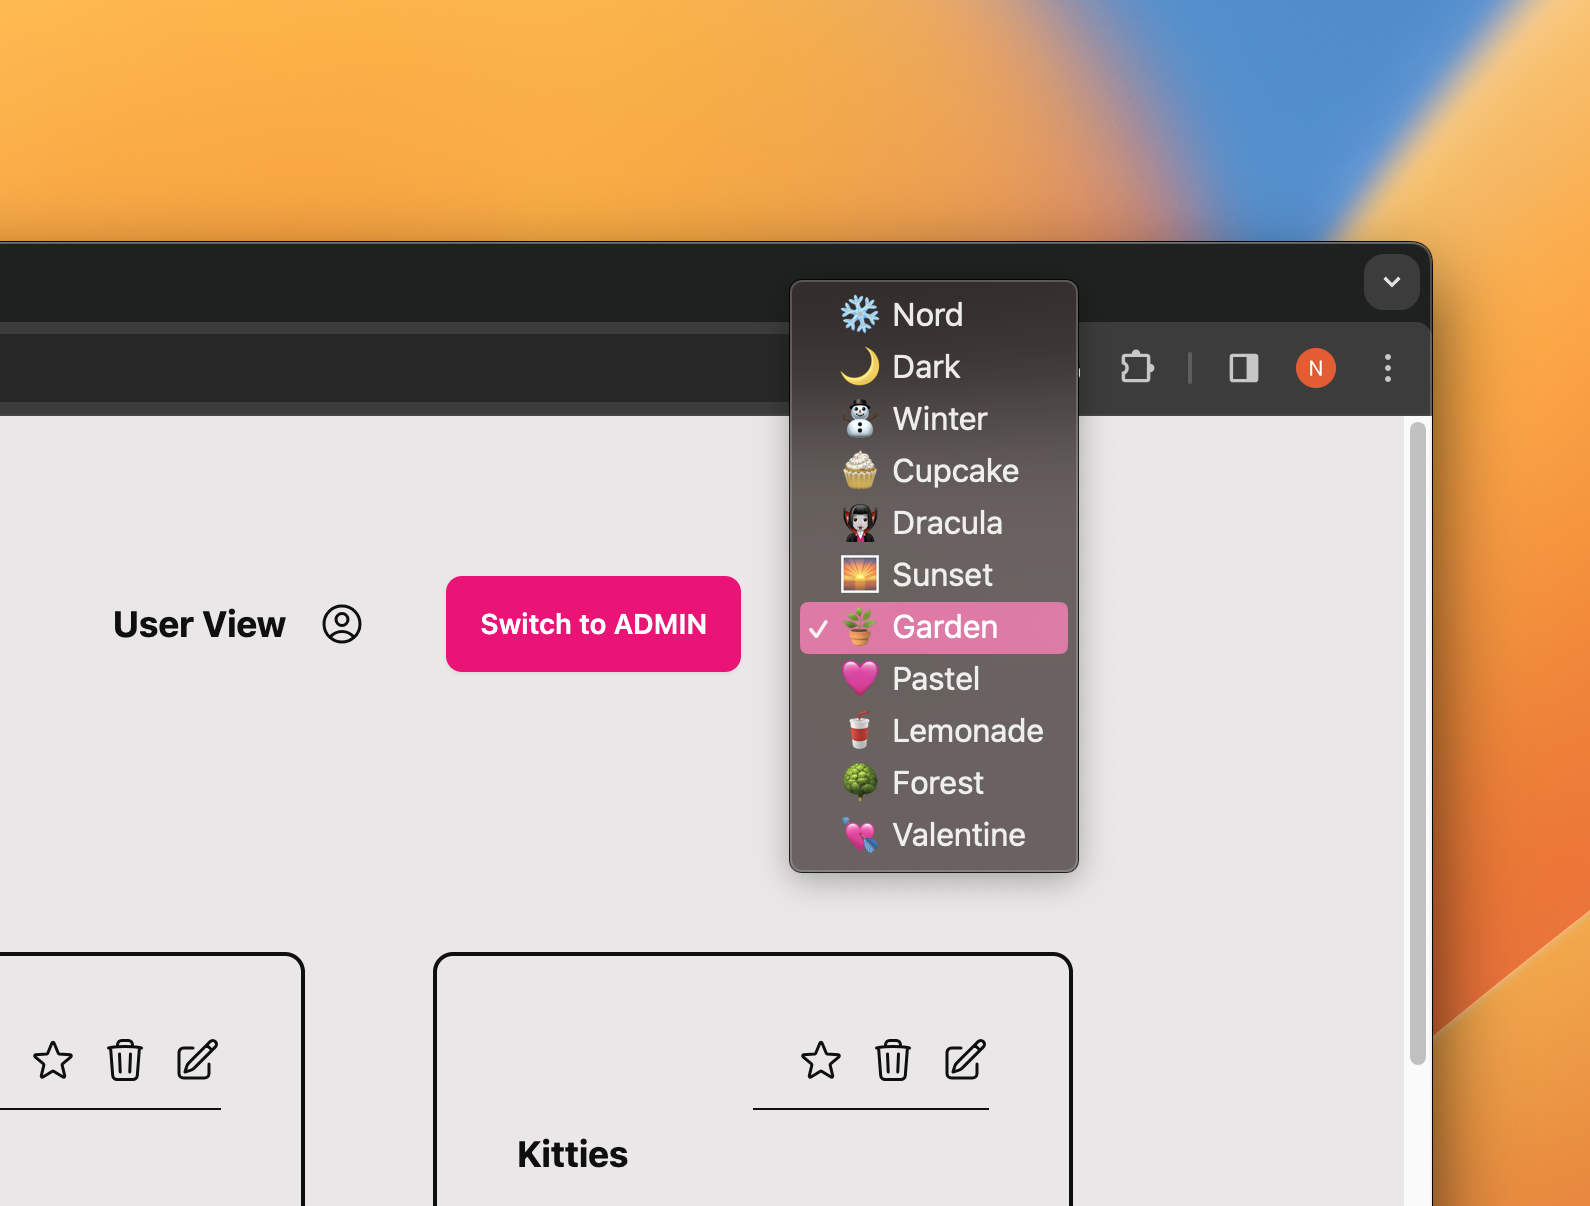 Nord
Dark
N
Winter
Cupcake
Dracula
Sunset
User View
Switch to ADMIN
Garden
Pastel
Lemonade
Forest
Valentine
Kitties